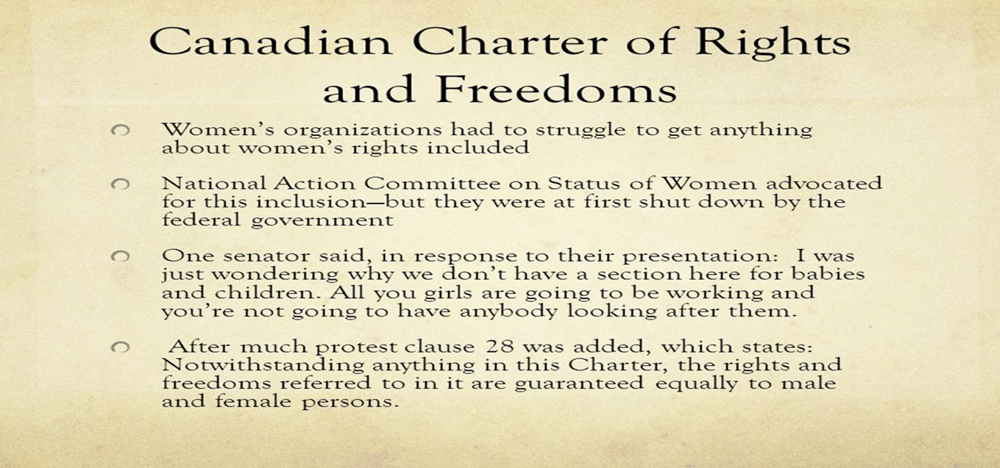 Canadian Charter of Rights
and Freedoms
Women’s organizations had to struggle to get anything
about women’s rights included
National Action Committee on Status of Women advocated
for this inclusion—but they were at first shut down by the
federal government
One senator said, in response to their presentation:  I was
just wondering why we don’t have a section here for babies
and children. All you girls are going to be working and
you’re not going to have anybody looking after them.
After much protest clause 28 was added, which states:
Notwithstanding anything in this Charter, the rights and
freedoms referred to in it are guaranteed equally to male
and female persons.